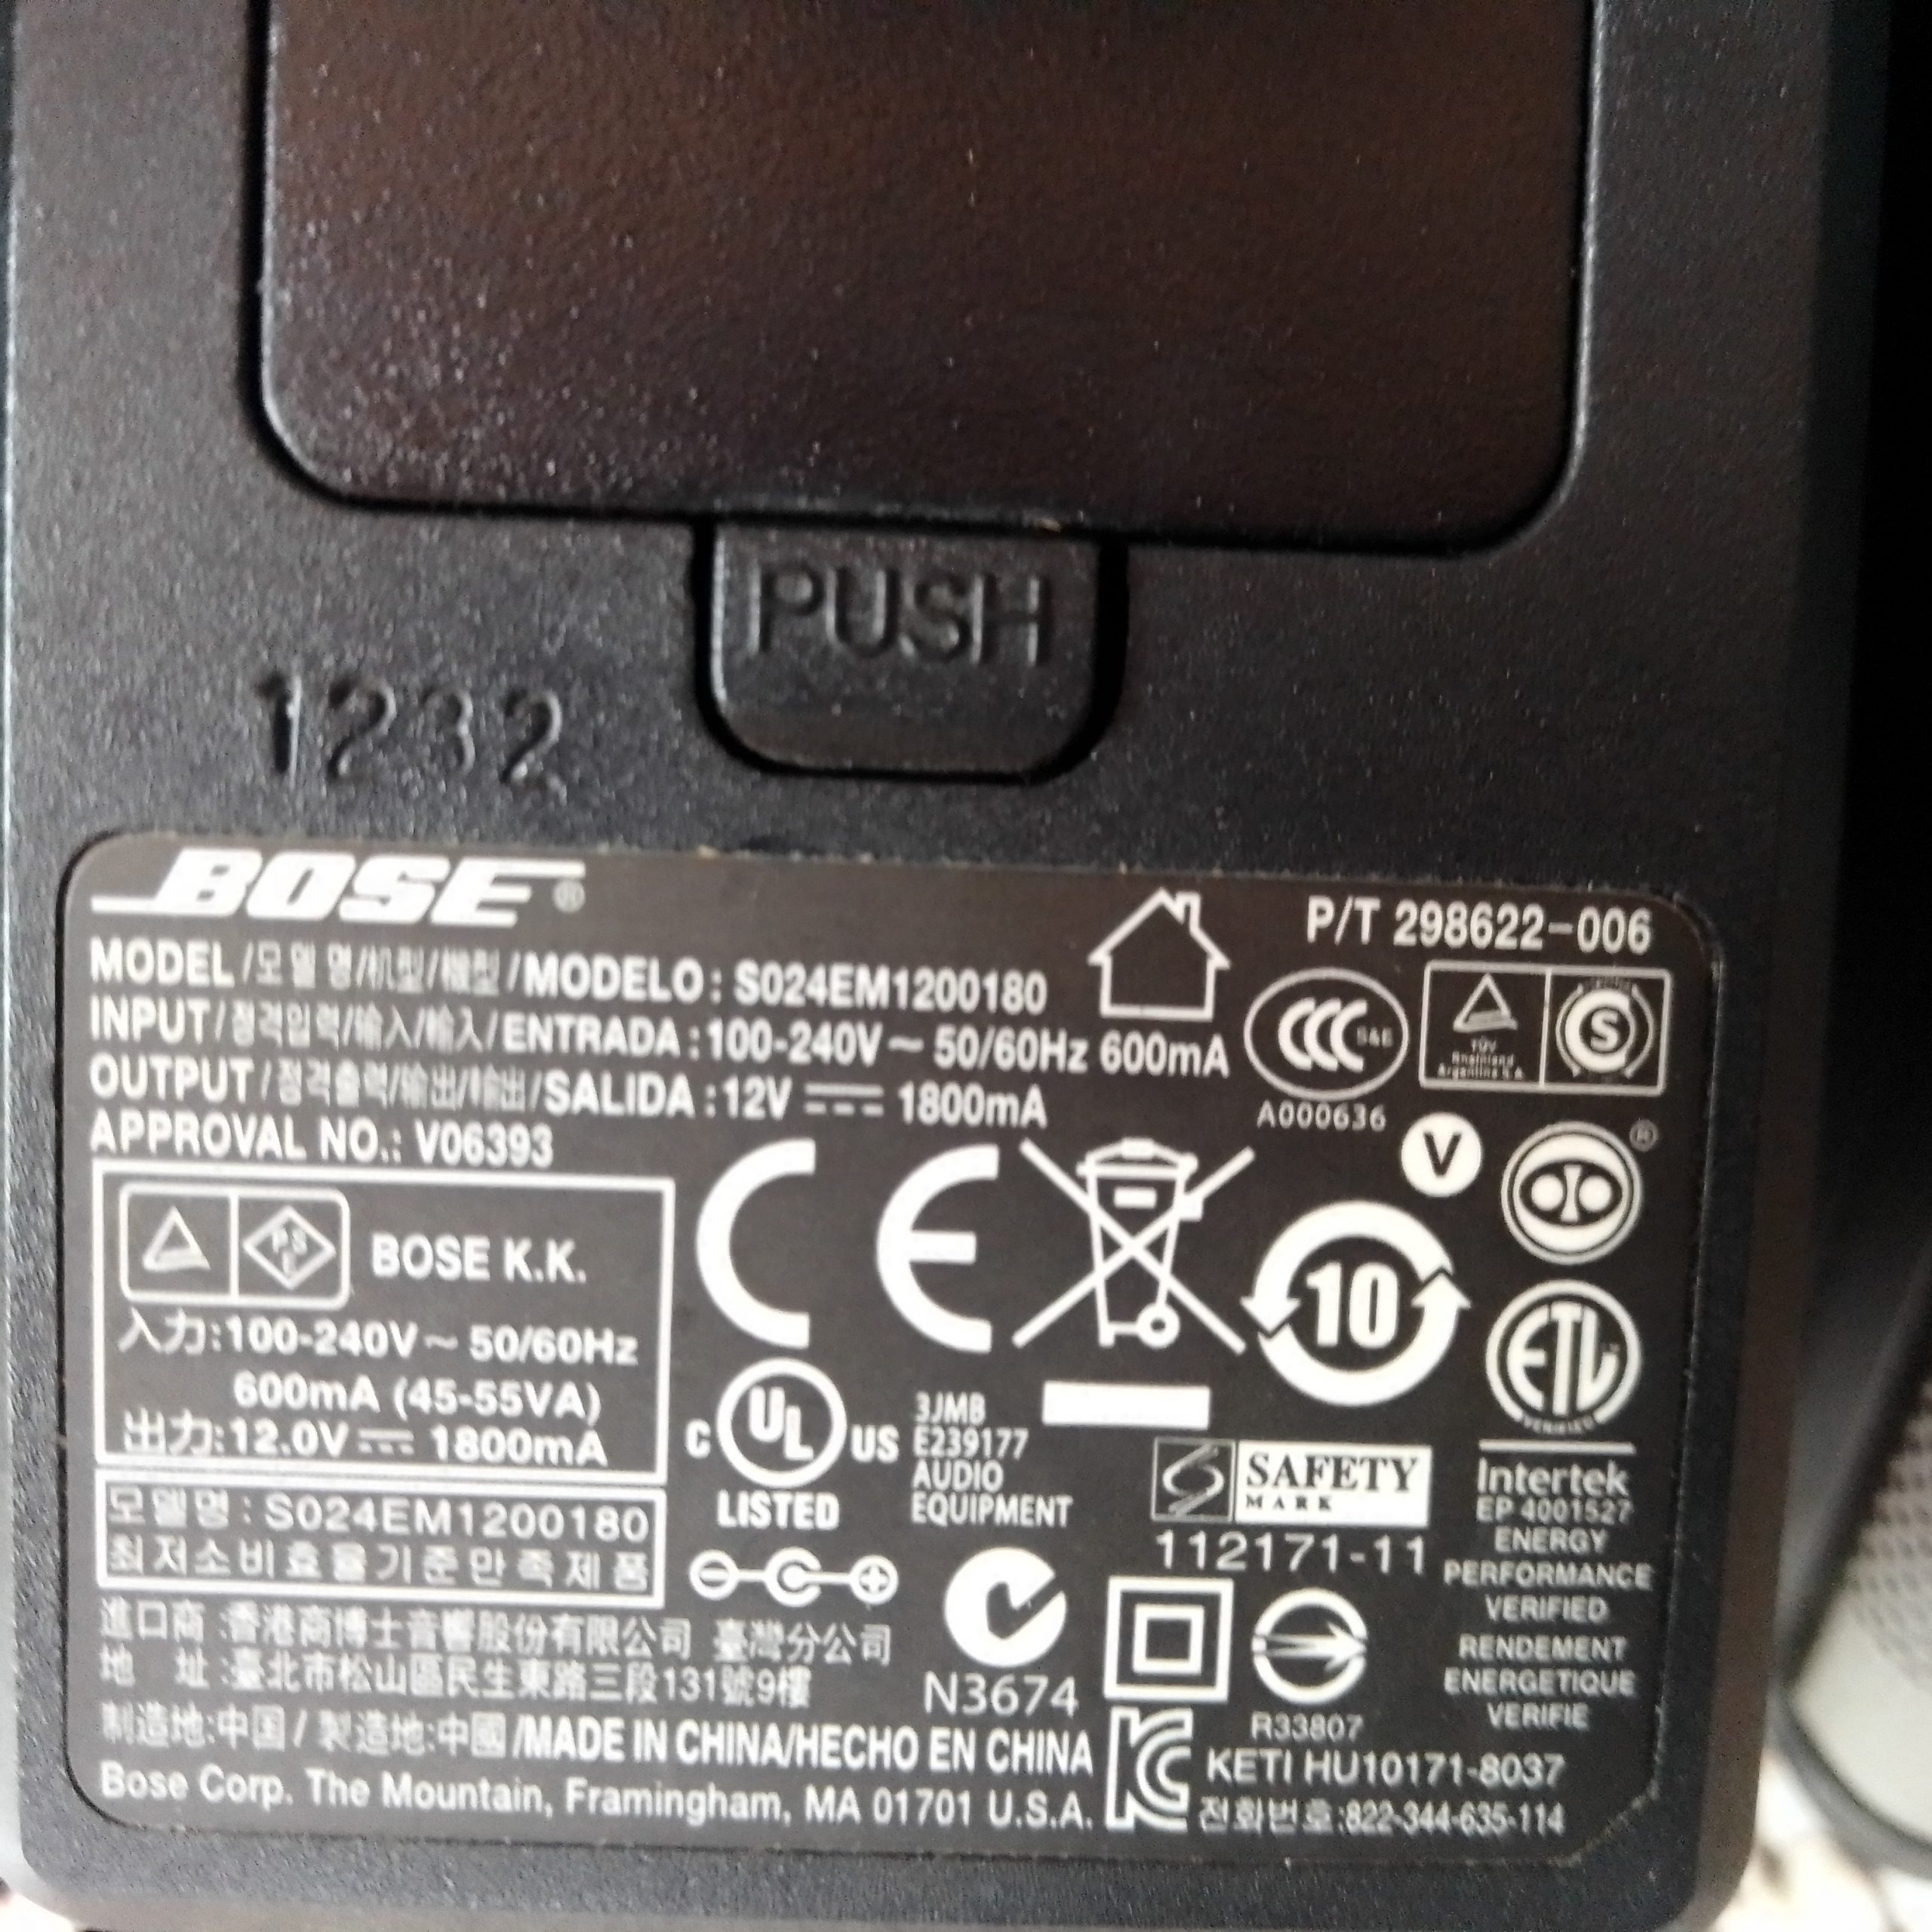 PUSH
1232
BOSE®
P/T 298622-006
MODEL/모델명/机型/機型/MODELO: S024EM1200180
INPUT/정격입력/输入/輸入/ENTRADA:100-240V~ 50/60Hz 600mA
OUTPUT/정격출력/输出/輸出/SALIDA:12V ⎓ 1800mA
APPROVAL NO.: V06393
CCC S&E
A000636
TÜV
Rheinland
Argentina S.A.
S
V
®
PSE BOSE K.K.
入力:100-240V~ 50/60Hz
600mA (45-55VA)
出力:12.0V ⎓ 1800mA
CE
10
ETL
VERIFIED
Intertek
EP 4001527
ENERGY
PERFORMANCE
VERIFIED
RENDEMENT
ENERGETIQUE
VERIFIE
C UL US
LISTED
3JMB
E239177
AUDIO
EQUIPMENT
SAFETY
MARK
112171-11
모델명: S024EM1200180
최저소비효율기준만족제품
N3674
R33807
進口商:香港商博士音響股份有限公司 臺灣分公司
地 址:臺北市松山區民生東路三段131號9樓
制造地:中国/ 製造地:中國/MADE IN CHINA/HECHO EN CHINA
Bose Corp. The Mountain, Framingham, MA 01701 U.S.A.
KC KETI HU10171-8037
전화번호:822-344-635-114